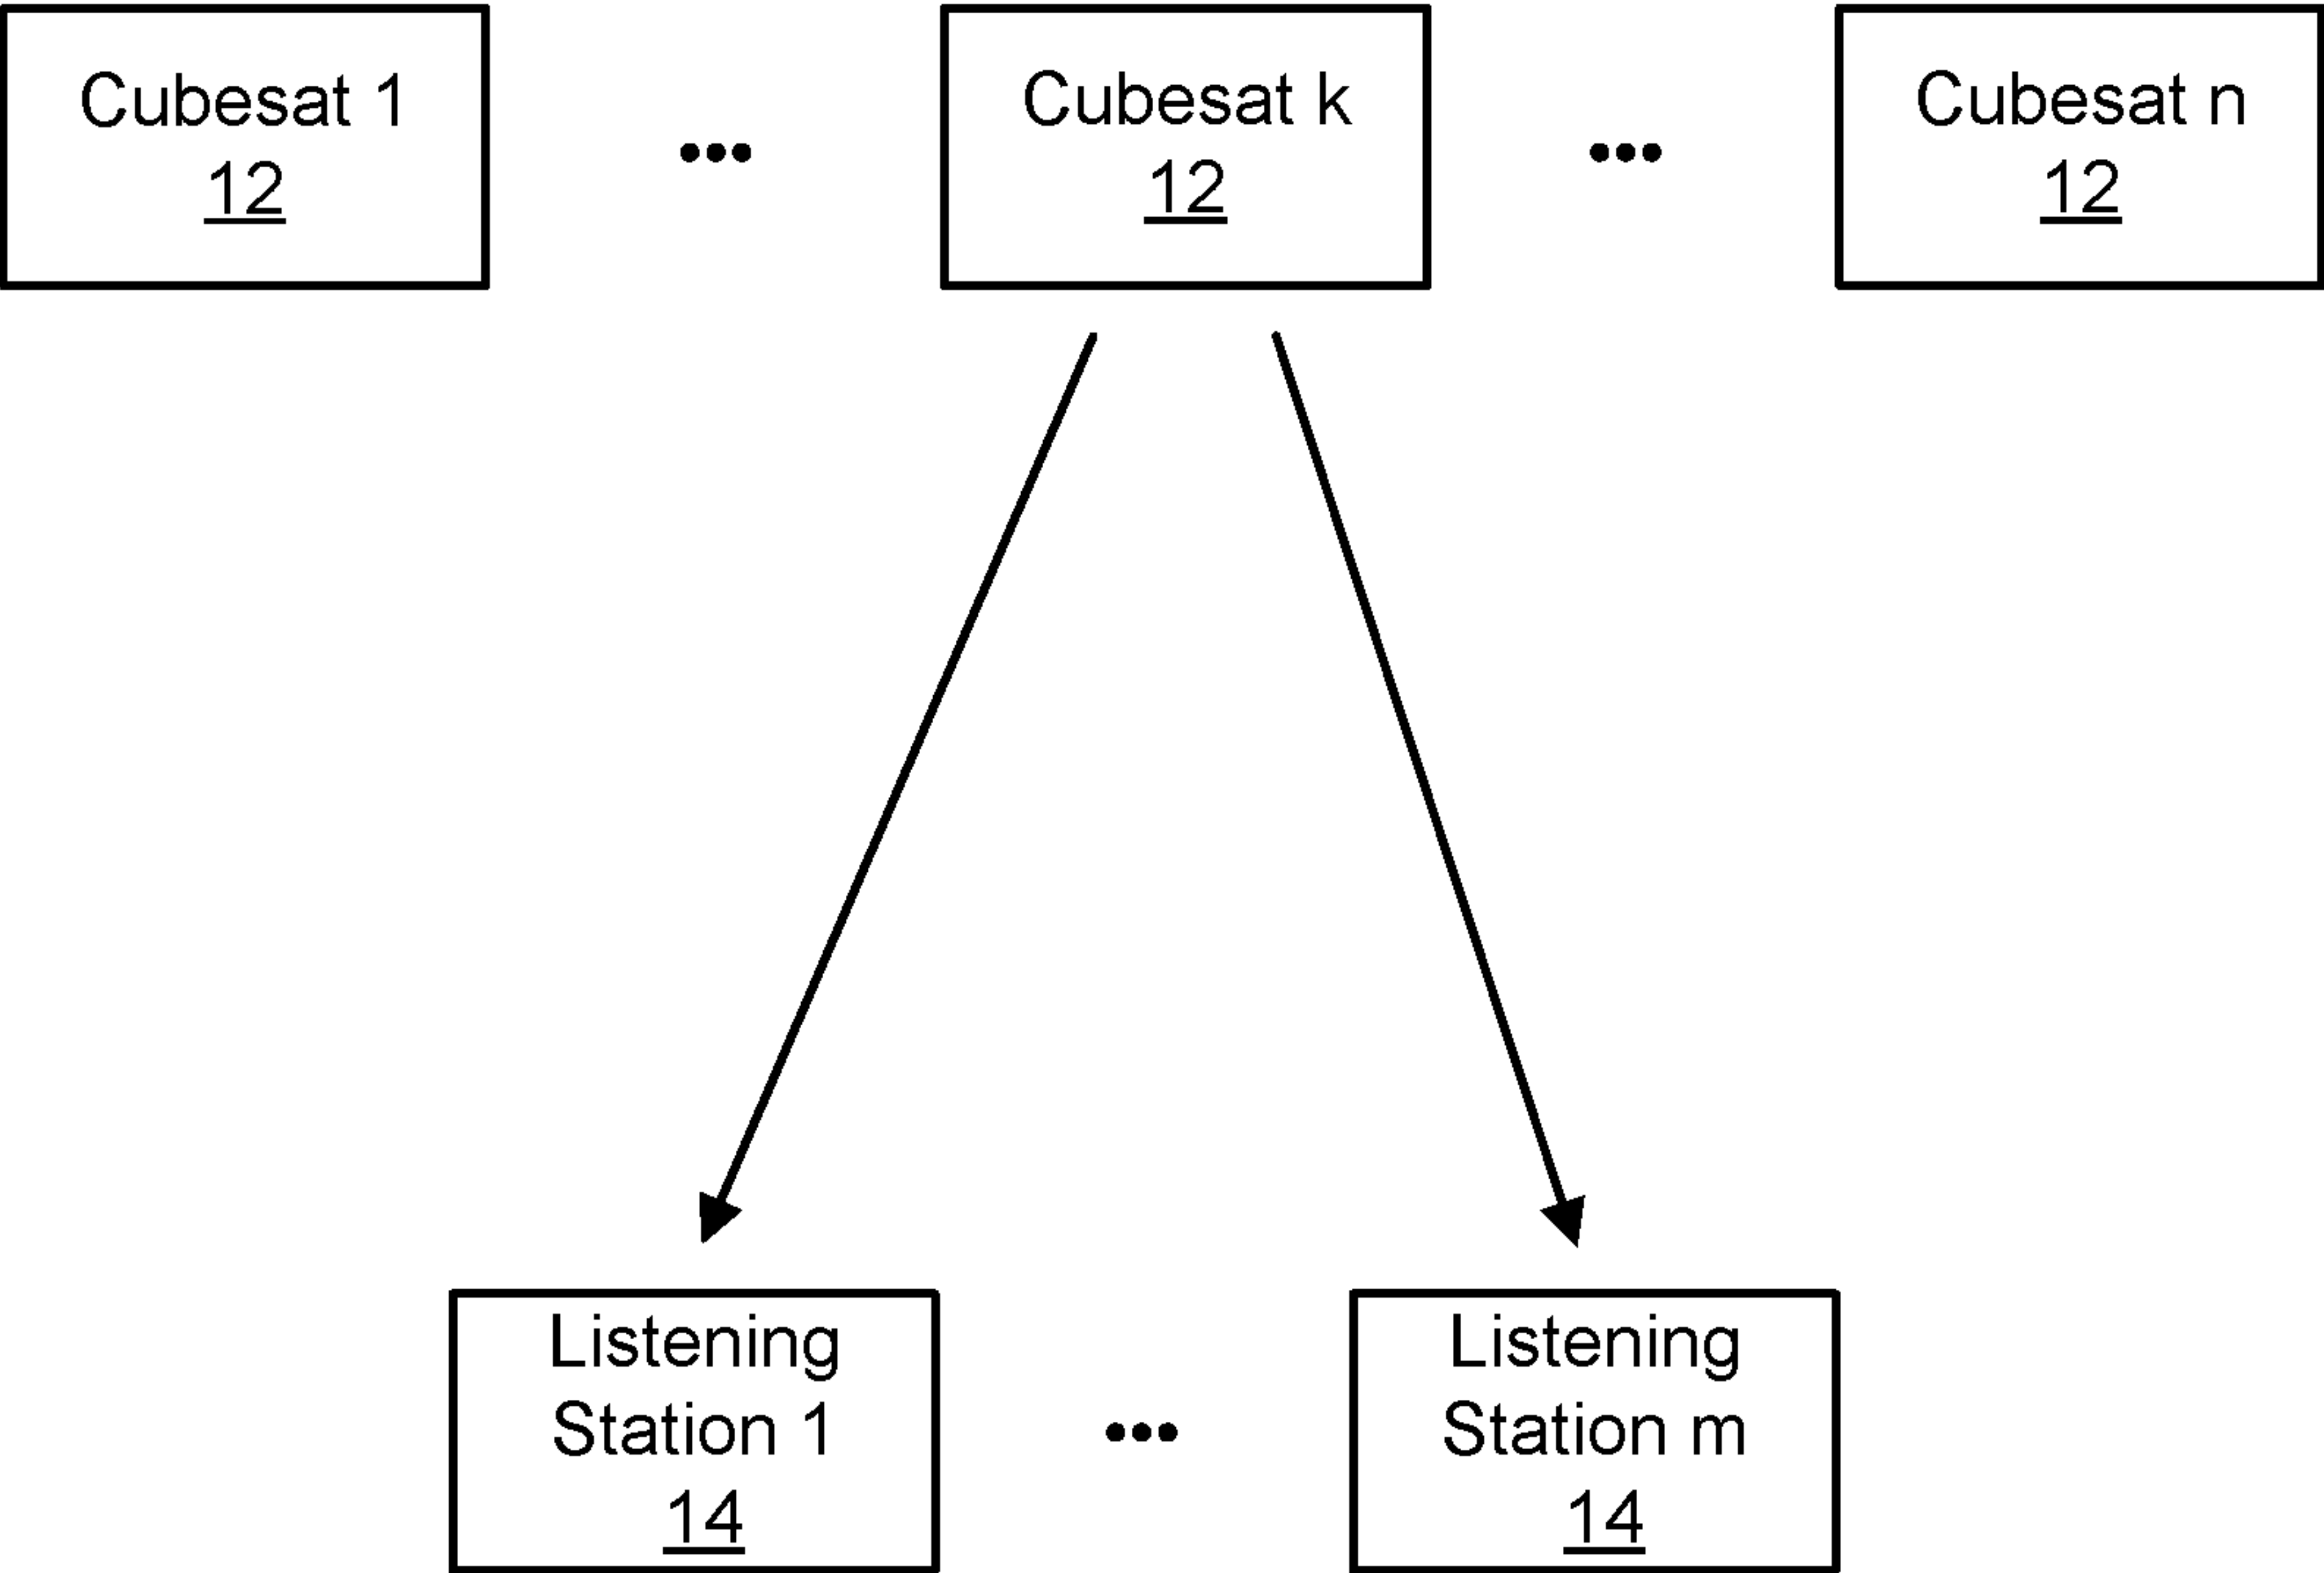 Cubesat 1
12
•••
Cubesat k
12
•••
Cubesat n
12
Listening
Station 1
14
•••
Listening
Station m
14